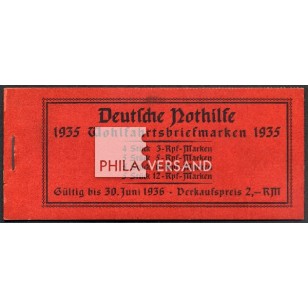 Deutsche Nothilfe
1935 Wohlfahrtsbriefmarken 1935
4 Stück 3-Rpf-Marken
PHILA VERSAND
5 Stück 12-Rpf-Marken
Gültig bis 30. Juni 1936 - Verkaufspreis 2,- RM